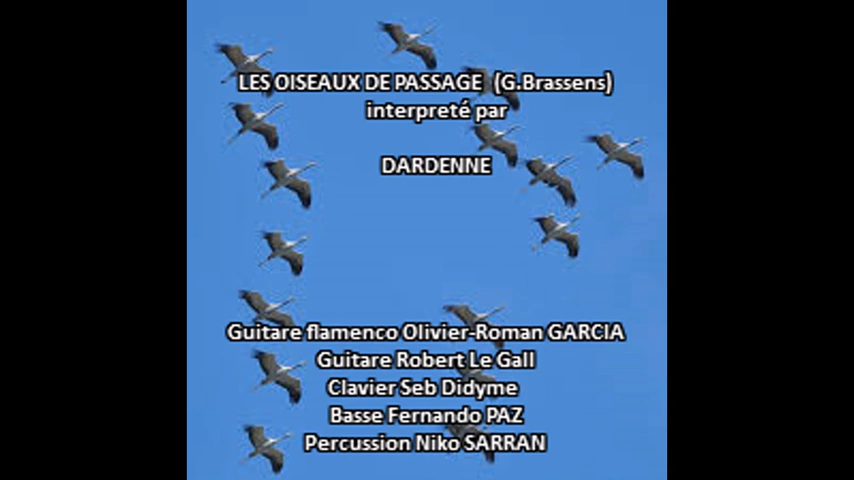 LES OISEAUX DE PASSAGE (G.Brassens)
interpreté par
DARDENNE
Guitare flamenco Olivier-Roman GARCIA
Guitare Robert Le Gall
Clavier Seb Didyme
Basse Fernando PAZ
Percussion Niko SARRAN